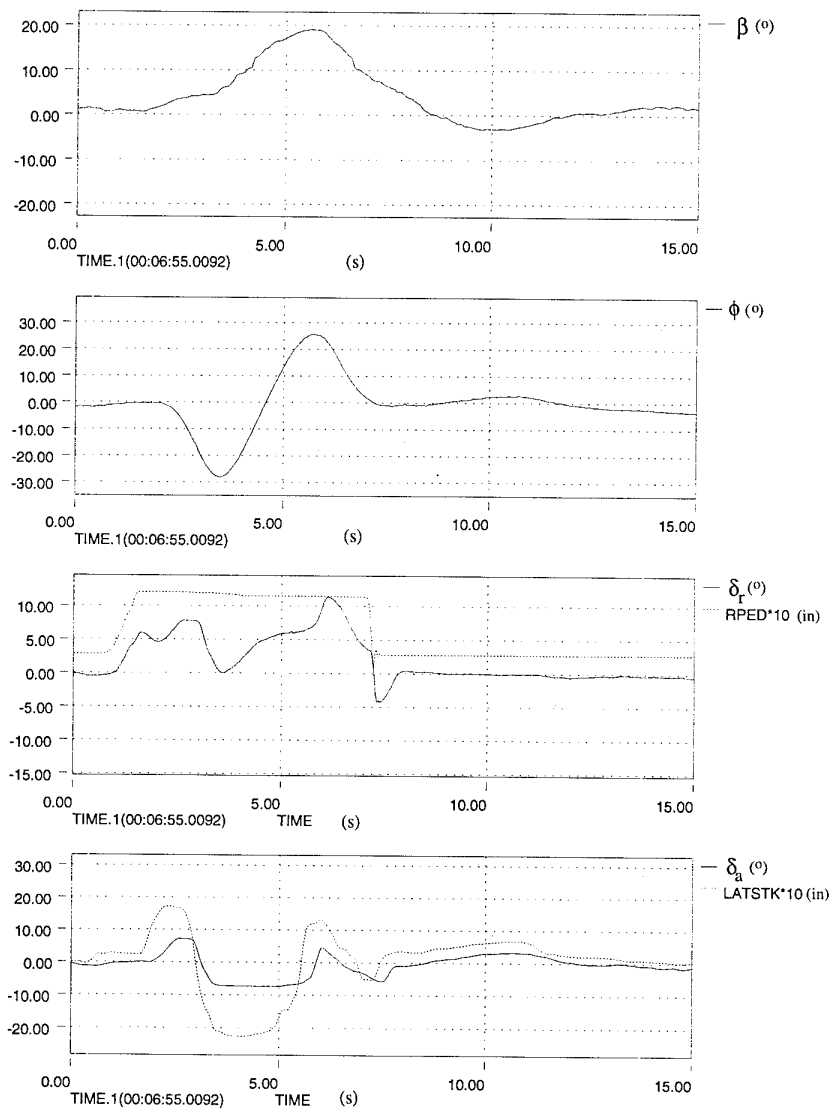 20.00
10.00
0.00
-10.00
-20.00
β (°)
0.00 5.00 10.00 15.00
TIME.1(00:06:55.0092) (s)
30.00
20.00
10.00
0.00
-10.00
-20.00
-30.00
ϕ (°)
0.00 5.00 10.00 15.00
TIME.1(00:06:55.0092) (s)
10.00
5.00
0.00
-5.00
-10.00
-15.00
δr (°)
RPED*10 (in)
0.00 5.00 10.00 15.00
TIME.1(00:06:55.0092) TIME (s)
30.00
20.00
10.00
0.00
-10.00
-20.00
δa (°)
LATSTK*10 (in)
0.00 5.00 10.00 15.00
TIME.1(00:06:55.0092) TIME (s)